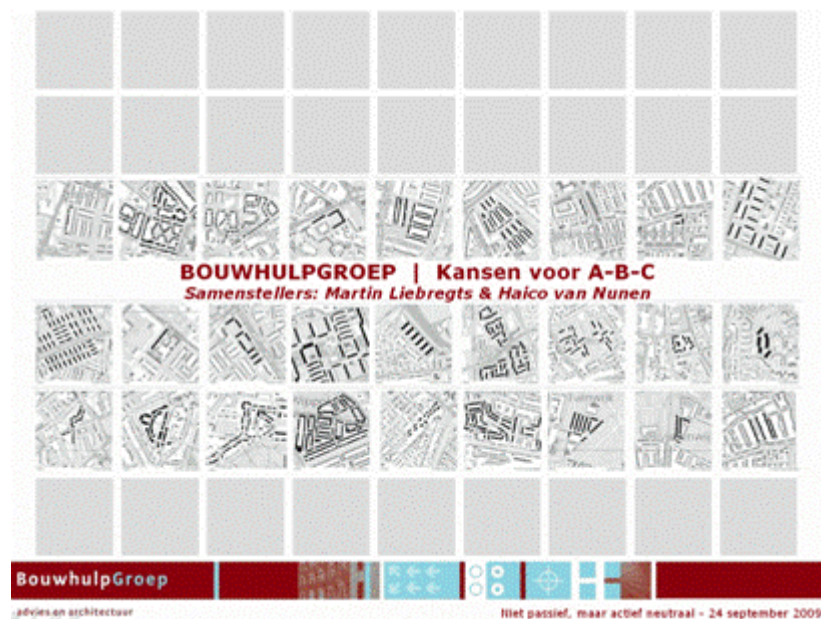 BOUWHULPGROEP | Kansen voor A-B-C
Samenstellers: Martin Liebregts & Haico van Nunen
BouwhulpGroep
advies en architectuur
Niet passief, maar actief neutraal - 24 september 2009